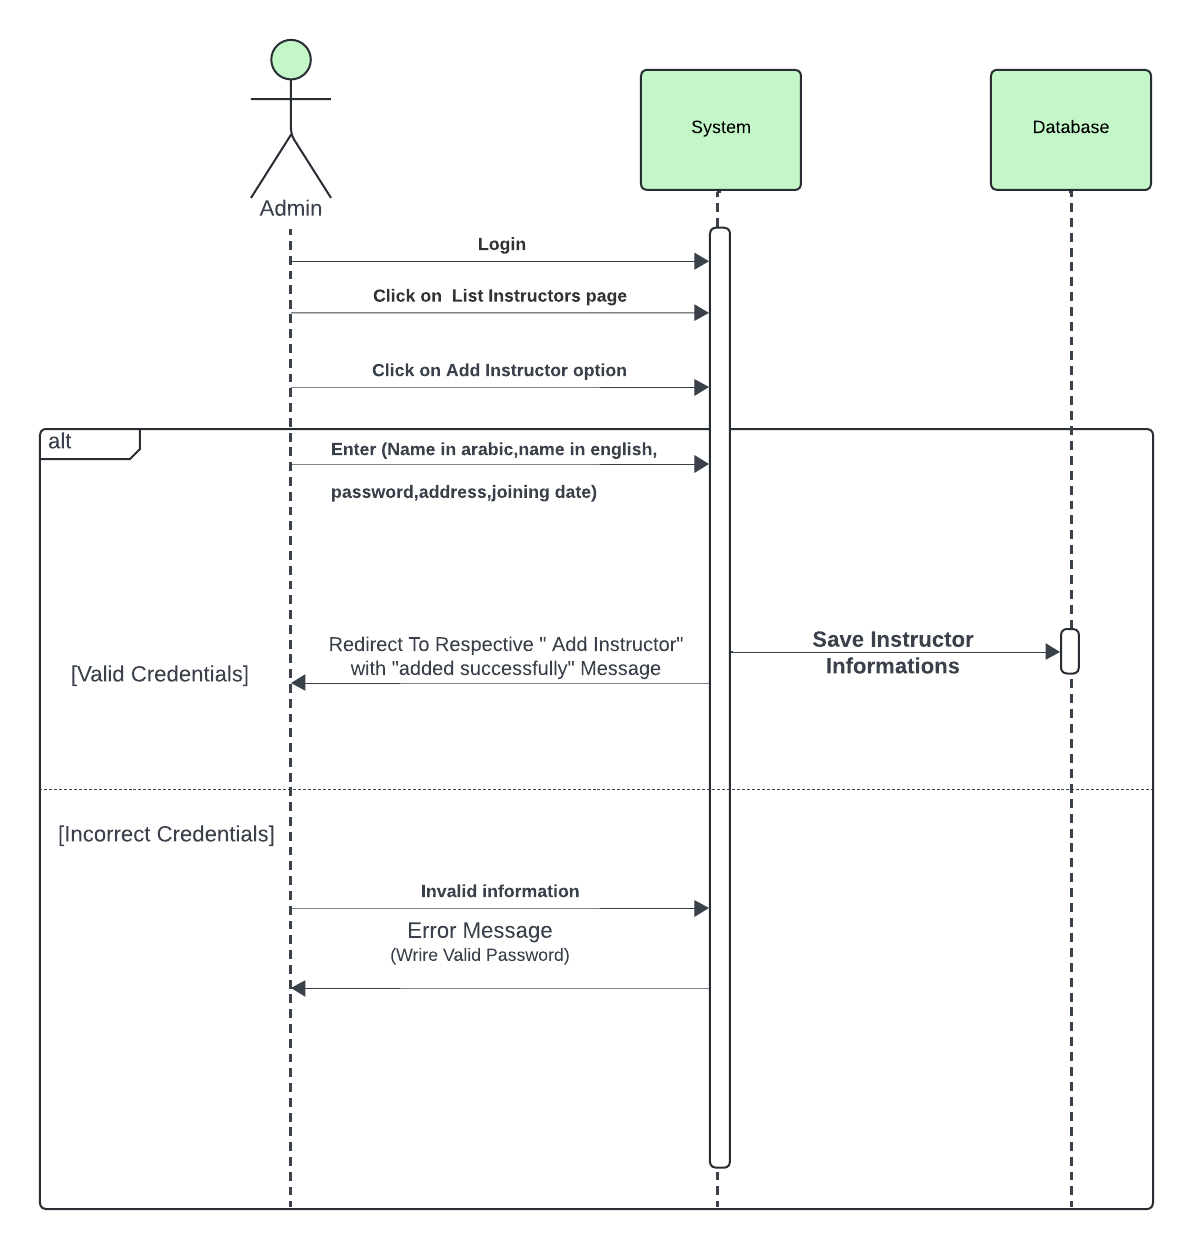 System
Database
Admin
Login
Click on  List Instructors page
Click on Add Instructor option
alt
Enter (Name in arabic,name in english,
password,address,joining date)
Redirect To Respective " Add Instructor"
with "added successfully" Message
Save Instructor
Informations
[Valid Credentials]
[Incorrect Credentials]
Invalid information
Error Message
(Wrire Valid Password)